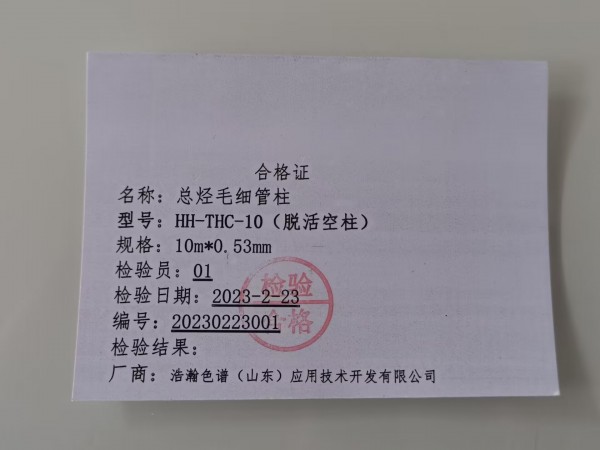 合格证
名称：总烃毛细管柱
型号：HH-THC-10（脱活空柱）
规格：10m*0.53mm
检验员：01
检验日期：2023-2-23
编号：20230223001
检验结果：
检验
合格
厂商：浩瀚色谱（山东）应用技术开发有限公司